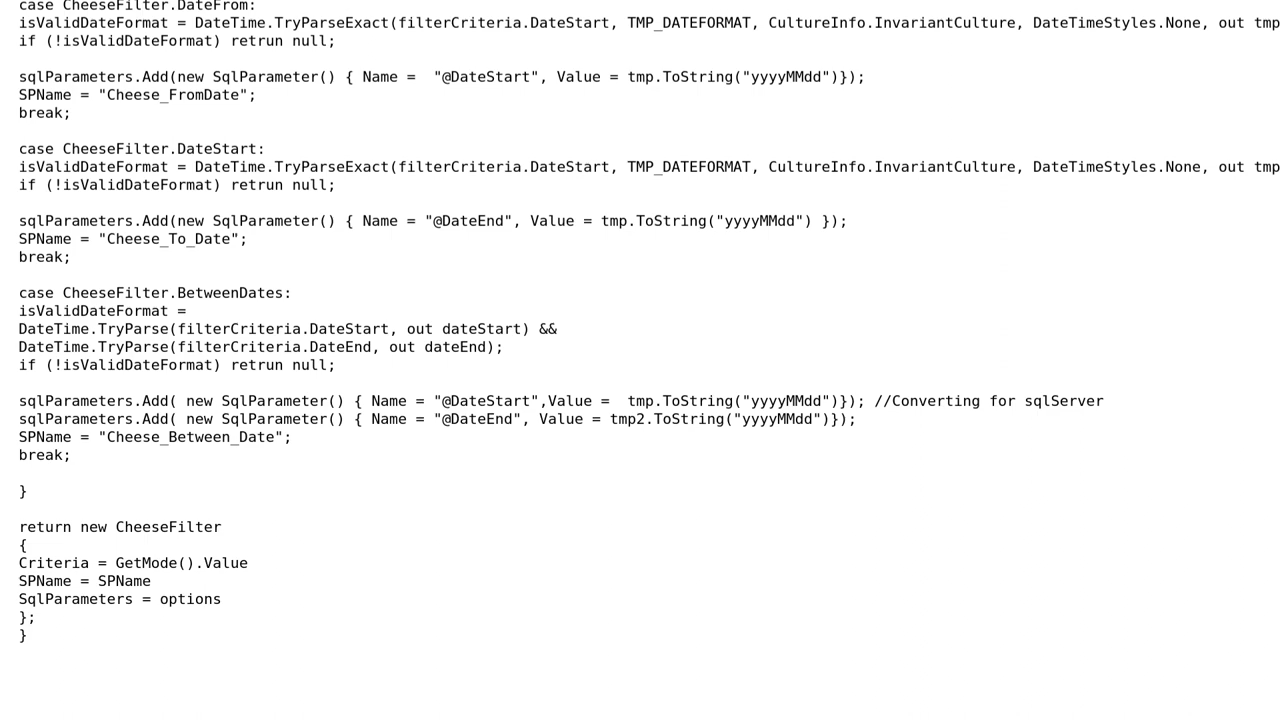 case CheeseFilter.DateFrom:
isValidDateFormat = DateTime.TryParseExact(filterCriteria.DateStart, TMP_DATEFORMAT, CultureInfo.InvariantCulture, DateTimeStyles.None, out tmp
if (!isValidDateFormat) retrun null;
sqlParameters.Add(new SqlParameter() { Name =  "@DateStart", Value = tmp.ToString("yyyyMMdd")});
SPName = "Cheese_FromDate";
break;
case CheeseFilter.DateStart:
isValidDateFormat = DateTime.TryParseExact(filterCriteria.DateStart, TMP_DATEFORMAT, CultureInfo.InvariantCulture, DateTimeStyles.None, out tmp
if (!isValidDateFormat) retrun null;
sqlParameters.Add(new SqlParameter() { Name = "@DateEnd", Value = tmp.ToString("yyyyMMdd") });
SPName = "Cheese_To_Date";
break;
case CheeseFilter.BetweenDates:
isValidDateFormat =
DateTime.TryParse(filterCriteria.DateStart, out dateStart) &&
DateTime.TryParse(filterCriteria.DateEnd, out dateEnd);
if (!isValidDateFormat) retrun null;
sqlParameters.Add( new SqlParameter() { Name = "@DateStart",Value =  tmp.ToString("yyyyMMdd")}); //Converting for sqlServer
sqlParameters.Add( new SqlParameter() { Name = "@DateEnd", Value = tmp2.ToString("yyyyMMdd")});
SPName = "Cheese_Between_Date";
break;
}
return new CheeseFilter
{
Criteria = GetMode().Value
SPName = SPName
SqlParameters = options
};
}